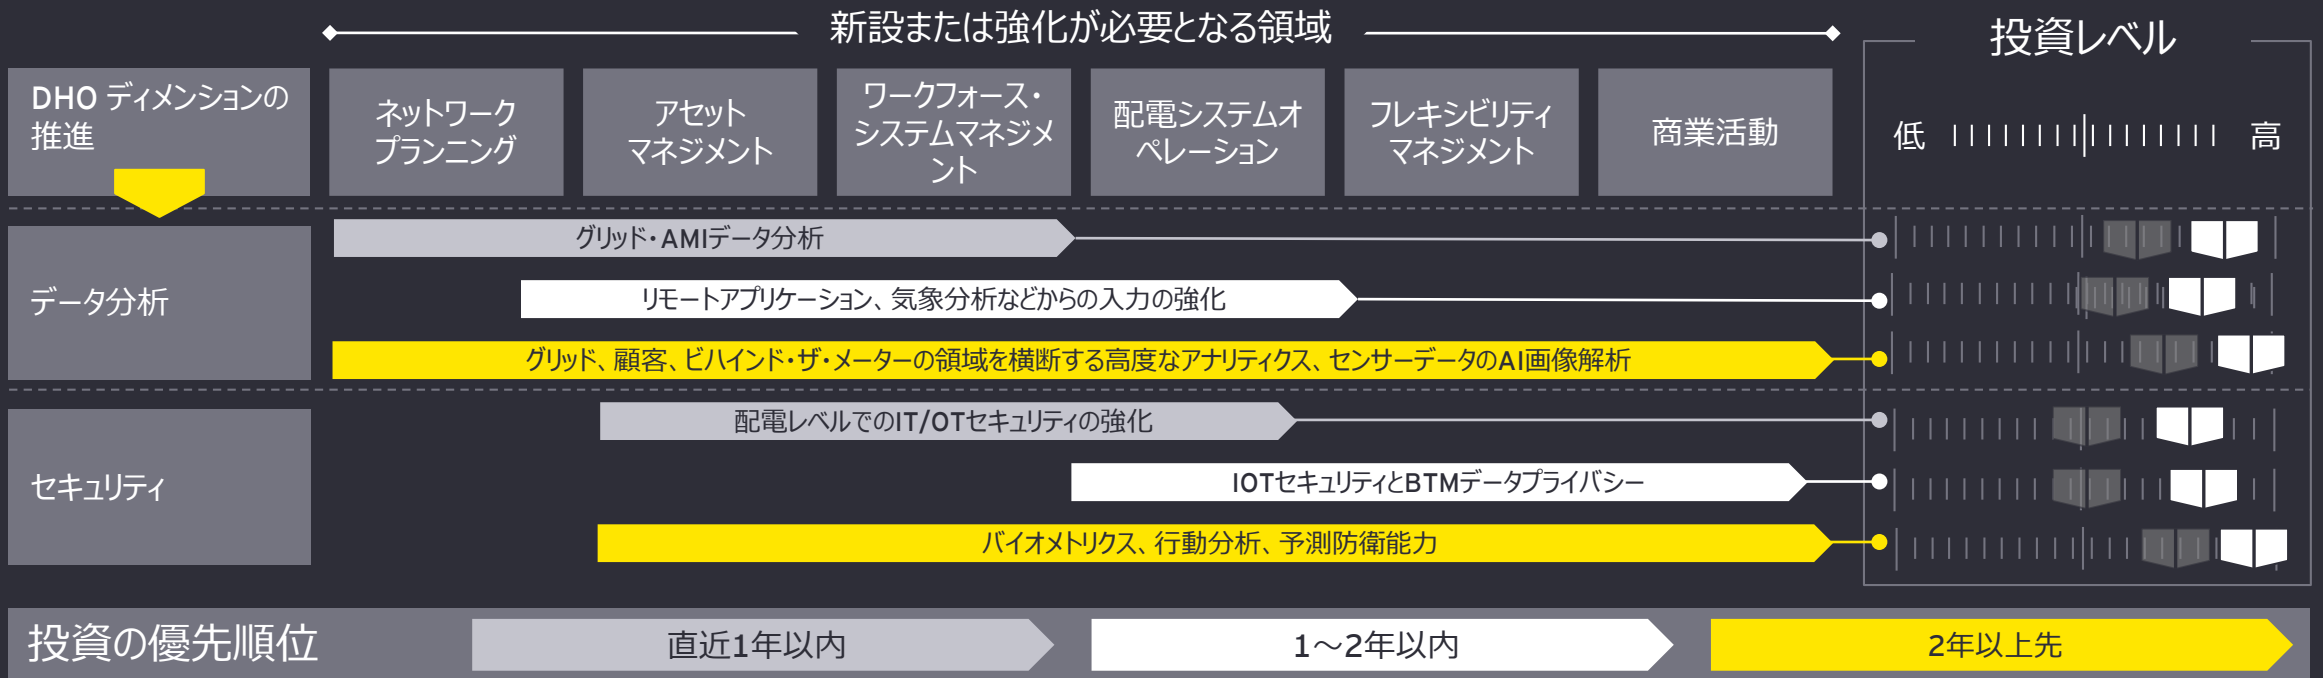 新設または強化が必要となる領域
投資レベル
DHO ディメンションの
推進
ネットワーク
プランニング
アセット
マネジメント
ワークフォース・
システムマネジメ
ント
配電システムオ
ペレーション
フレキシビリティ
マネジメント
商業活動
低
高
データ分析
グリッド・AMIデータ分析
リモートアプリケーション、気象分析などからの入力の強化
グリッド、顧客、ビハインド・ザ・メーターの領域を横断する高度なアナリティクス、センサーデータのAI画像解析
セキュリティ
配電レベルでのIT/OTセキュリティの強化
IOTセキュリティとBTMデータプライバシー
バイオメトリクス、行動分析、予測防衛能力
投資の優先順位
直近1年以内
1～2年以内
2年以上先